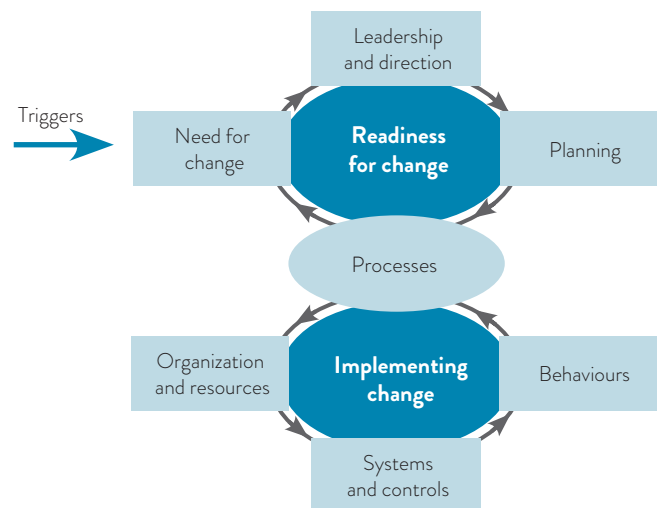 Leadership
and direction
Triggers
Need for
change
Readiness
for change
Planning
Processes
Organization
and resources
Implementing
change
Behaviours
Systems
and controls